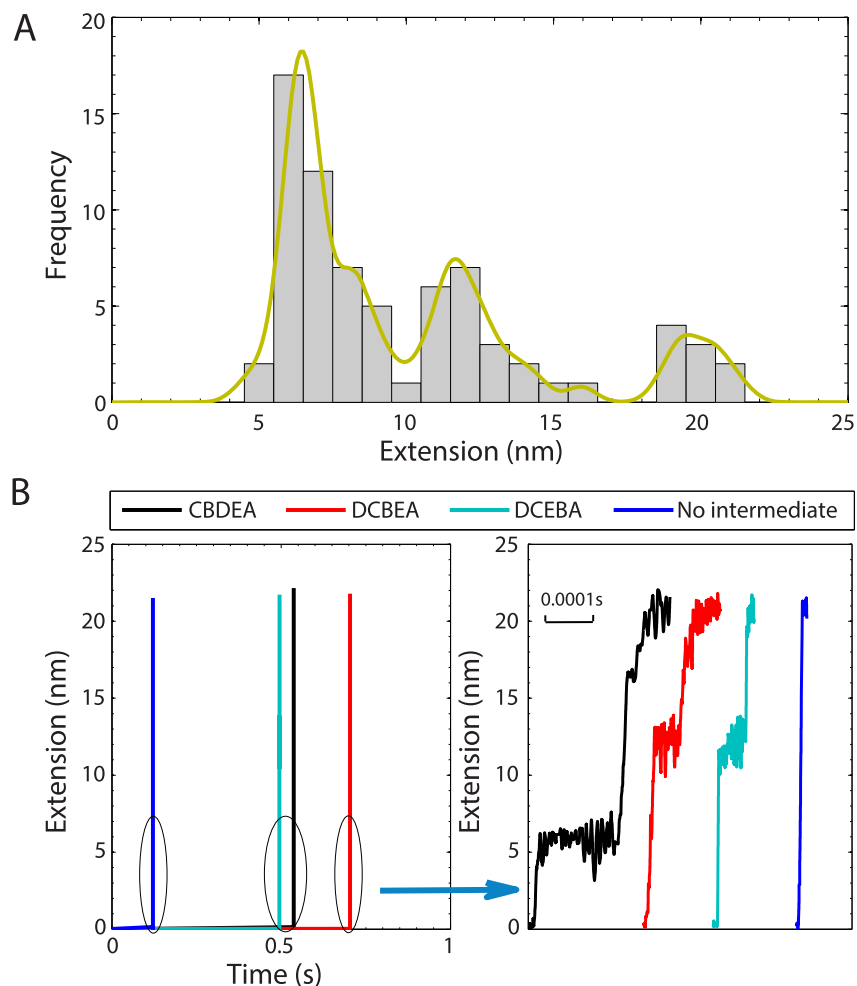 A
20
15
10
5
0
Frequency
0 5 10 15 20 25
Extension (nm)
B
CBDEA DCBEA DCEBA No intermediate
25
20
15
10
5
0
Extension (nm)
0 0.5 1
Time (s)
25
20
15
10
5
0
Extension (nm)
0.0001s